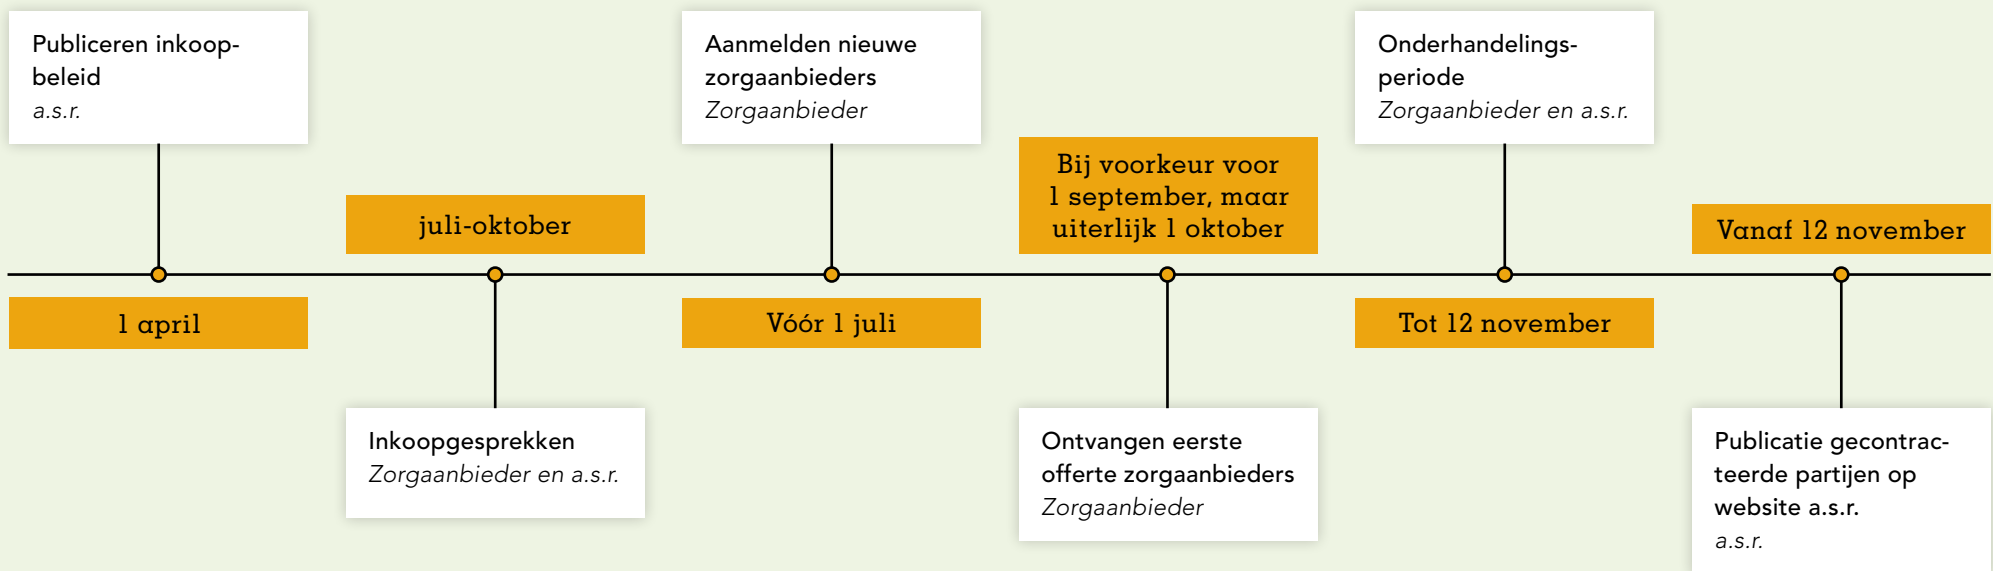 Publiceren inkoop-
beleid
a.s.r.
1 april
juli-oktober
Inkoopgesprekken
Zorgaanbieder en a.s.r.
Aanmelden nieuwe
zorgaanbieders
Zorgaanbieder
Vóór 1 juli
Bij voorkeur voor
1 september, maar
uiterlijk 1 oktober
Ontvangen eerste
offerte zorgaanbieders
Zorgaanbieder
Onderhandelings-
periode
Zorgaanbieder en a.s.r.
Tot 12 november
Vanaf 12 november
Publicatie gecontrac-
teerde partijen op
website a.s.r.
a.s.r.